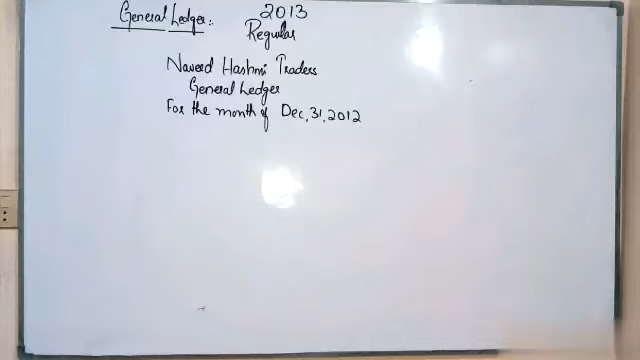 General Ledger:. 2013
Regular
Naveed Hashmi Traders
General Ledger
For the month of Dec, 31, 2012